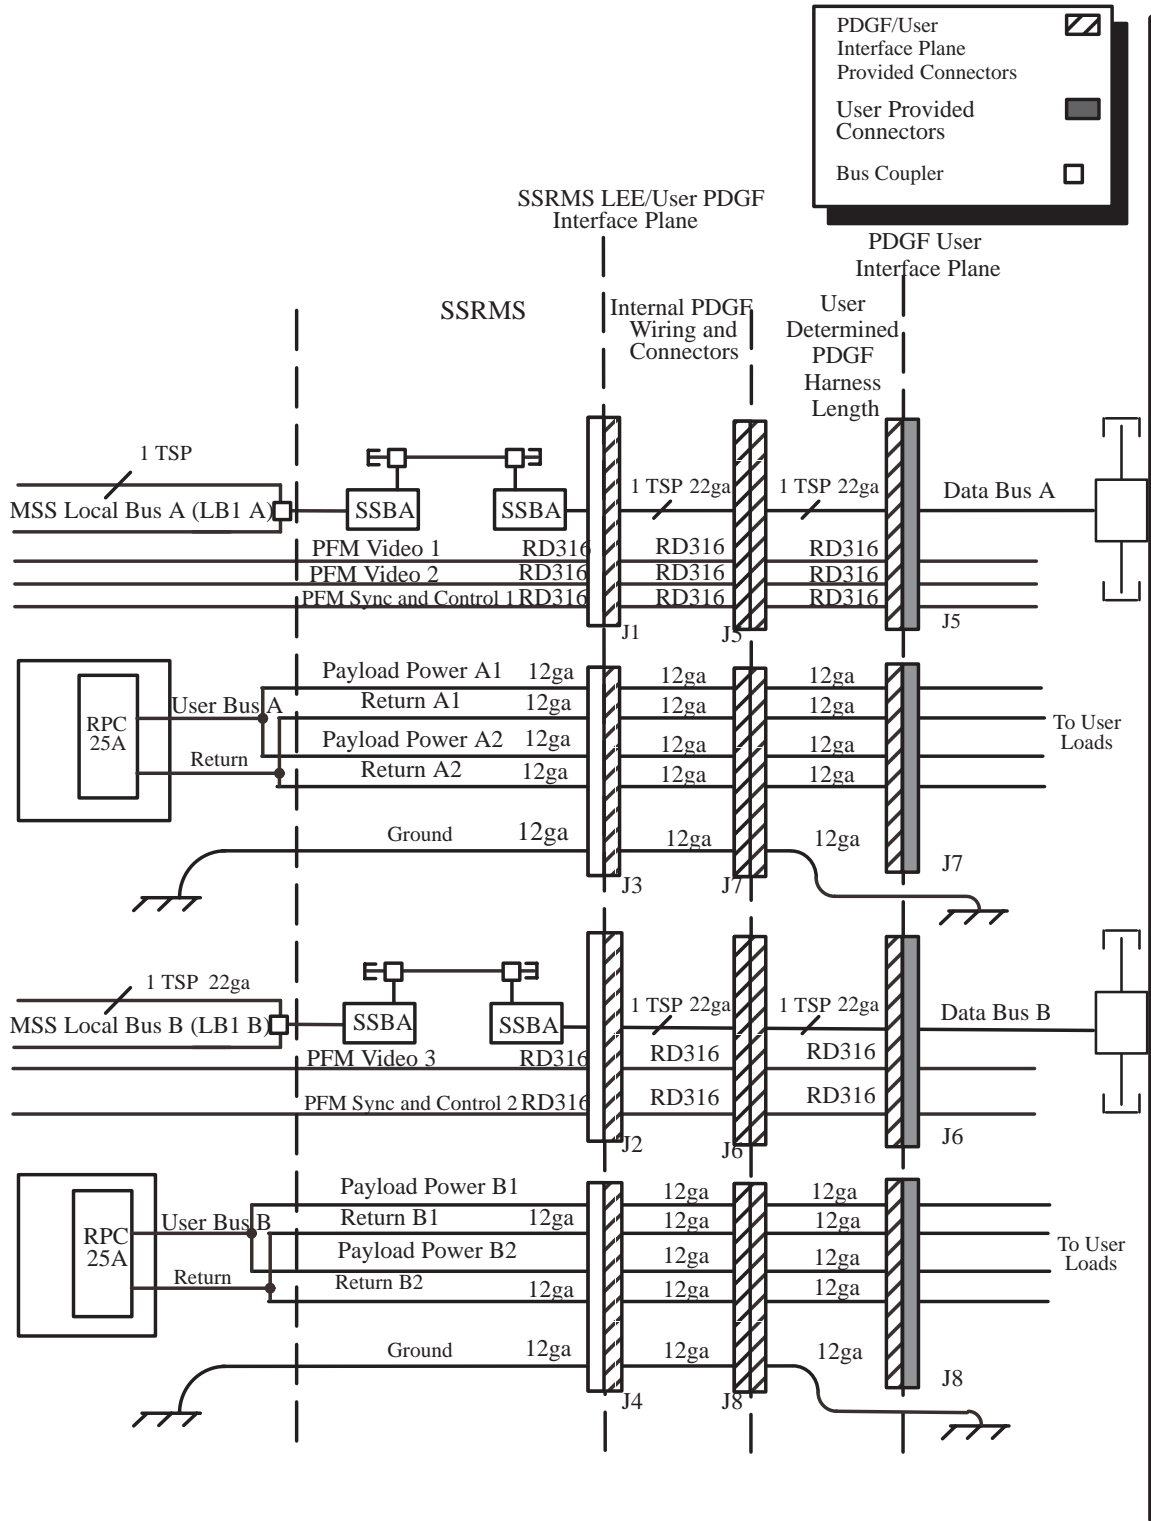 PDGF/User
Interface Plane
Provided Connectors
User Provided
Connectors
Bus Coupler
SSRMS LEE/User PDGF
Interface Plane
PDGF User
Interface Plane
SSRMS
Internal PDGF
Wiring and
Connectors
User
Determined
PDGF
Harness
Length
1 TSP
MSS Local Bus A (LB1 A)
SSBA
SSBA
1 TSP 22ga
1 TSP 22ga
Data Bus A
PFM Video 1
RD316
RD316
RD316
PFM Video 2
RD316
RD316
RD316
PFM Sync and Control 1
RD316
RD316
RD316
J1
J5
J5
RPC
25A
User Bus A
Return
Payload Power A1
12ga
12ga
12ga
Return A1
12ga
12ga
12ga
Payload Power A2
12ga
12ga
12ga
Return A2
12ga
12ga
12ga
To User
Loads
Ground
12ga
12ga
12ga
J3
J7
J7
1 TSP 22ga
MSS Local Bus B (LB1 B)
SSBA
SSBA
1 TSP 22ga
1 TSP 22ga
Data Bus B
PFM Video 3
RD316
RD316
RD316
PFM Sync and Control 2
RD316
RD316
RD316
J2
J6
J6
RPC
25A
User Bus B
Return
Payload Power B1
12ga
12ga
Return B1
12ga
12ga
12ga
Payload Power B2
12ga
12ga
Return B2
12ga
12ga
12ga
To User
Loads
Ground
12ga
12ga
12ga
J4
J8
J8